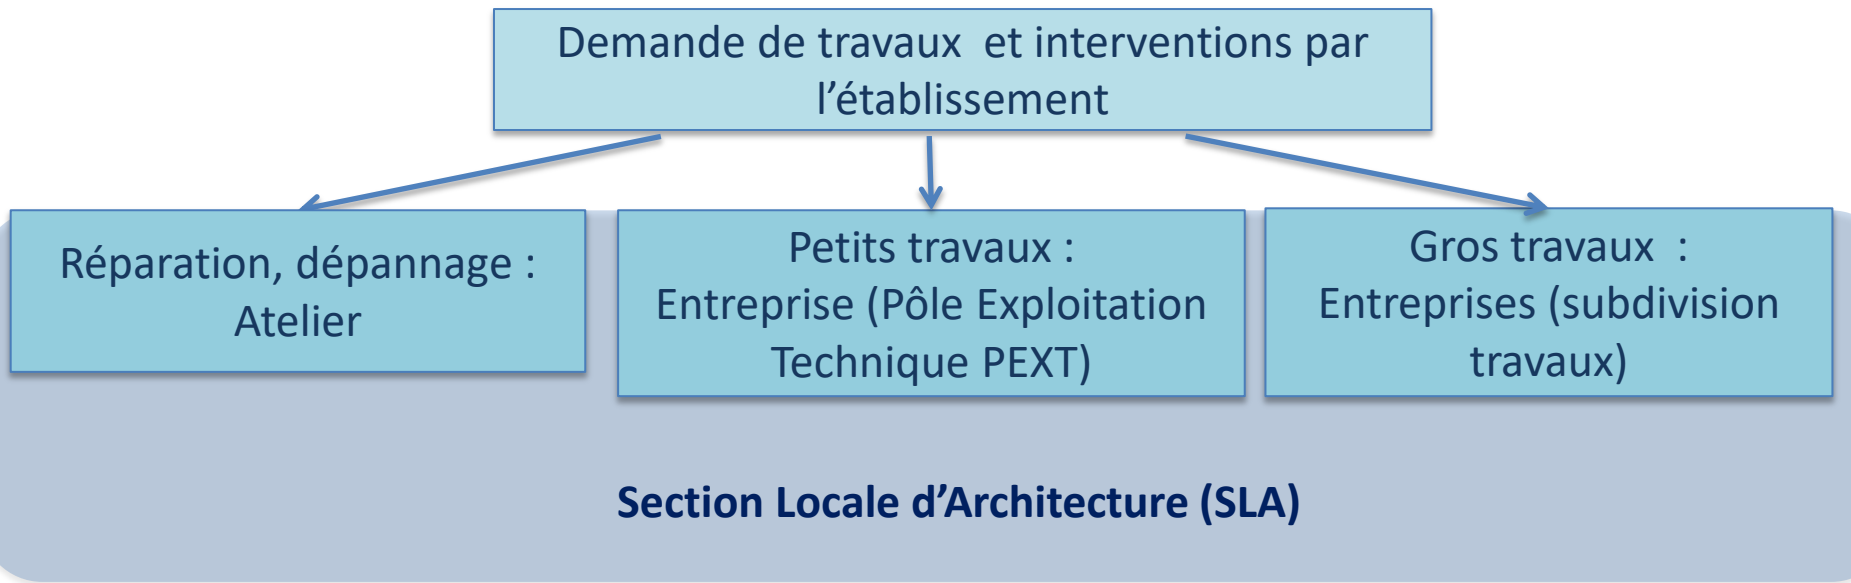 Demande de travaux et interventions par
l’établissement
Réparation, dépannage :
Atelier
Petits travaux :
Entreprise (Pôle Exploitation
Technique PEXT)
Gros travaux :
Entreprises (subdivision
travaux)
Section Locale d’Architecture (SLA)